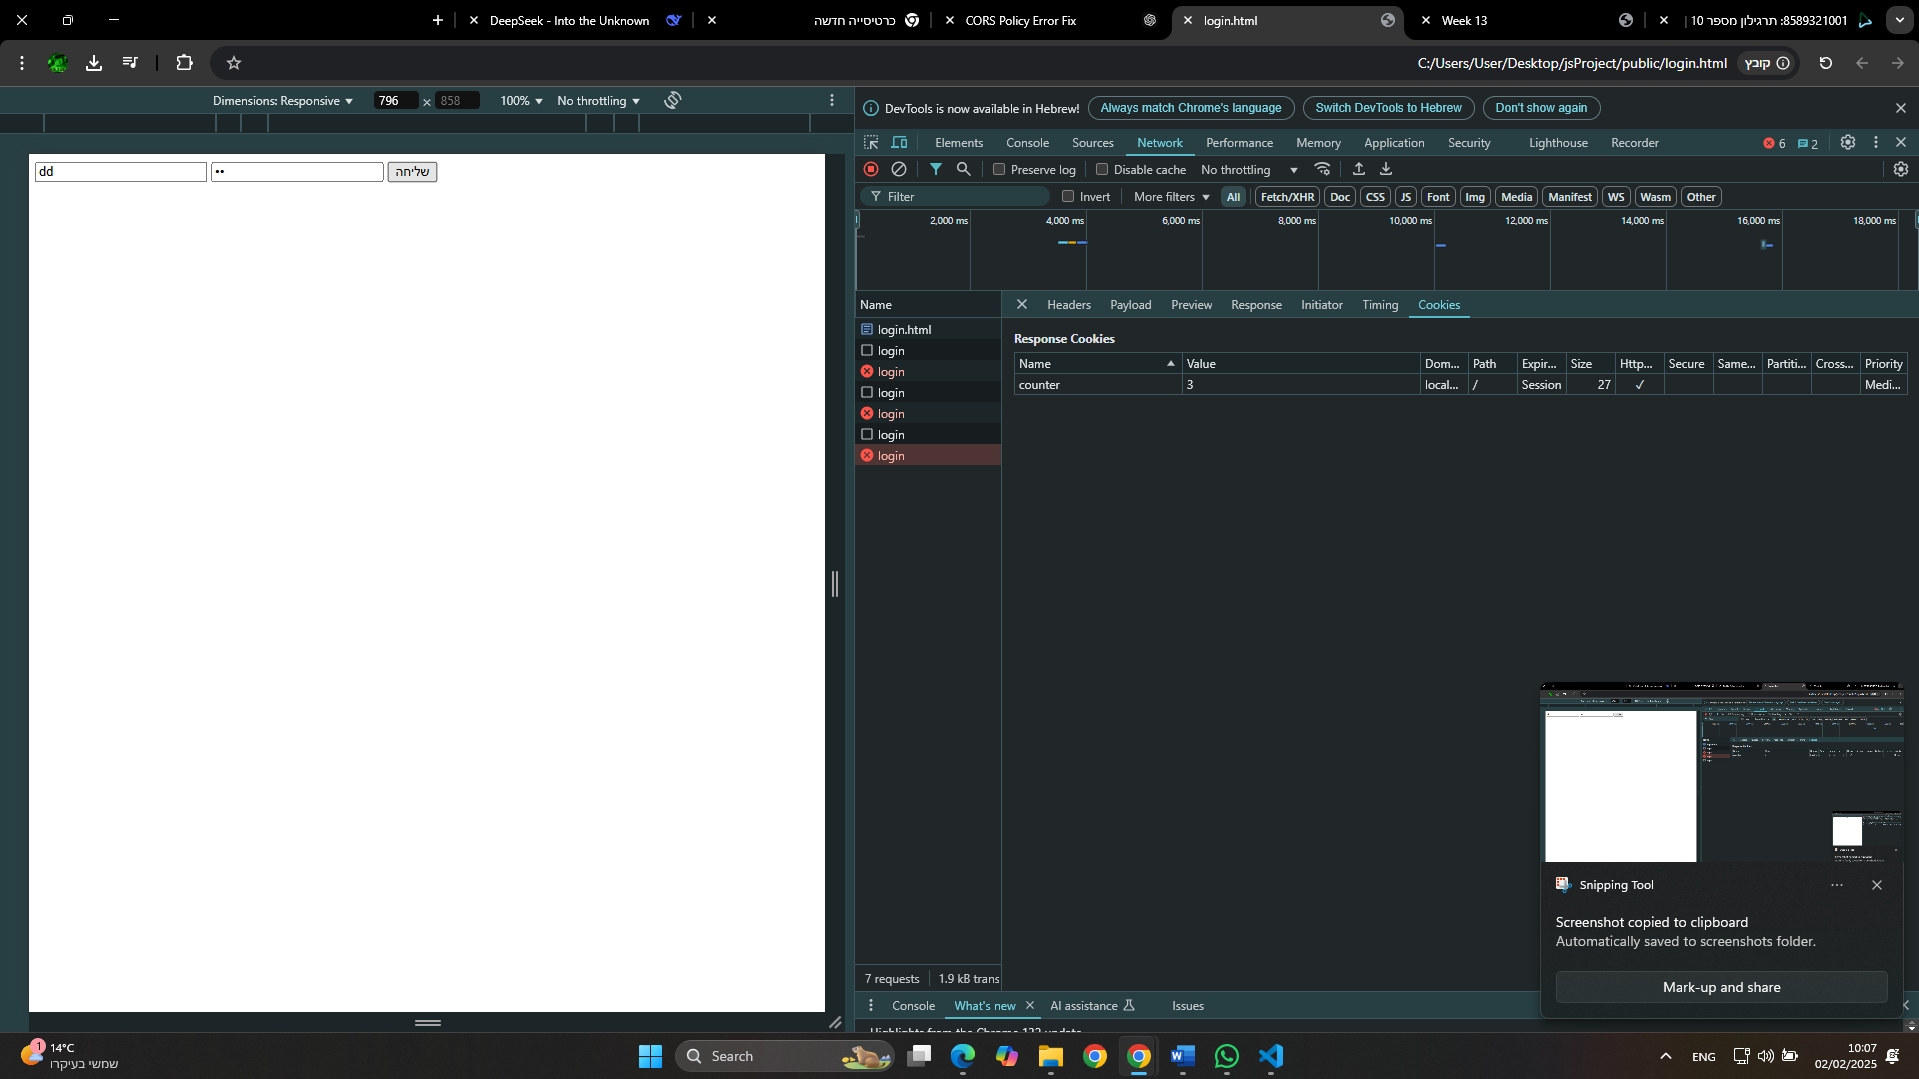 DeepSeek - Into the Unknown
כרטיסייה חדשה
CORS Policy Error Fix
login.html
Week 13
8589321001: תרגילון מספר 10 |
C:/Users/User/Desktop/jsProject/public/login.html
קובץ
Dimensions: Responsive 796 × 858 100% No throttling
DevTools is now available in Hebrew! Always match Chrome's language Switch DevTools to Hebrew Don't show again
Elements Console Sources Network Performance Memory Application Security Lighthouse Recorder 6 2
Preserve log Disable cache No throttling
Filter Invert More filters All Fetch/XHR Doc CSS JS Font Img Media Manifest WS Wasm Other
2,000 ms 4,000 ms 6,000 ms 8,000 ms 10,000 ms 12,000 ms 14,000 ms 16,000 ms 18,000 ms
dd •• שליחה
Name Headers Payload Preview Response Initiator Timing Cookies
login.html
login
login
login
login
login
login
Response Cookies
Name Value Dom... Path Expir... Size Http... Secure Same... Partiti... Cross... Priority
counter 3 local... / Session 27 ✓ Medi...
7 requests 1.9 kB trans
Console What's new AI assistance Issues
Highlights from the Chrome 132 update
Snipping Tool
Screenshot copied to clipboard
Automatically saved to screenshots folder.
Mark-up and share
1
14°C
שמשי בעיקרו
Search
ENG
10:07
02/02/2025